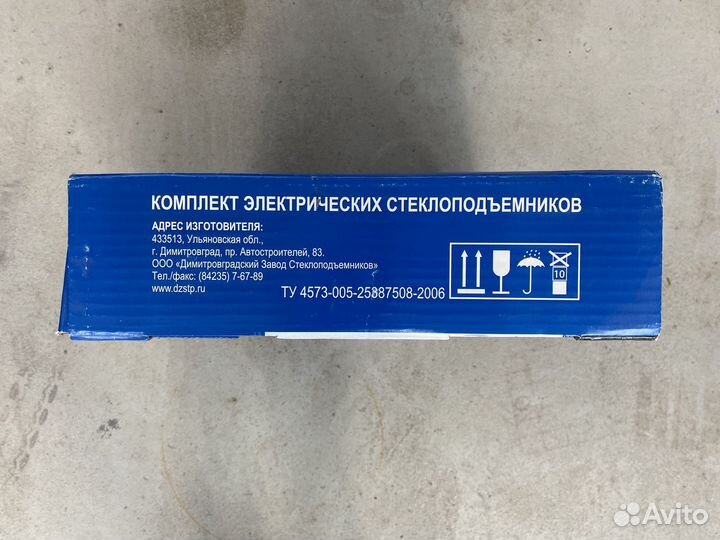 КОМПЛЕКТ ЭЛЕКТРИЧЕСКИХ СТЕКЛОПОДЪЕМНИКОВ
АДРЕС ИЗГОТОВИТЕЛЯ:
433513, Ульяновская обл.,
г. Димитровград, пр. Автостроителей, 83.
ООО «Димитровградский Завод Стеклоподъемников»
Тел./факс: (84235) 7-67-89
www.dzstp.ru
ТУ 4573-005-25887508-2006
10
Avito